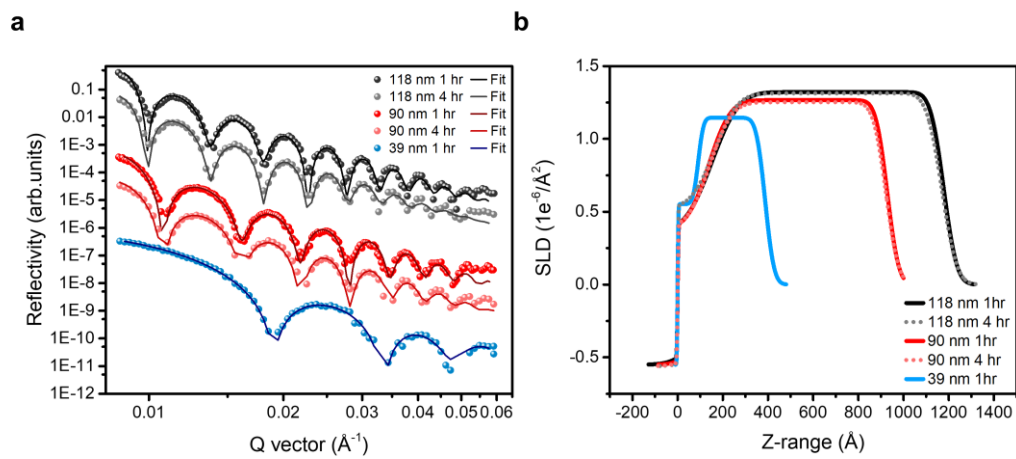 a
b
Reflectivity (arb.units)
0.1
0.01
1E-3
1E-4
1E-5
1E-6
1E-7
1E-8
1E-9
1E-10
1E-11
1E-12
118 nm 1 hr Fit
118 nm 4 hr Fit
90 nm 1 hr Fit
90 nm 4 hr Fit
39 nm 1 hr Fit
0.01 0.02 0.03 0.04 0.05 0.06
Q vector (Å⁻¹)
SLD (1e⁻⁶/Å²)
1.5
1.0
0.5
0.0
-0.5
118 nm 1hr
118 nm 4 hr
90 nm 1hr
90 nm 4 hr
39 nm 1hr
-200 0 200 400 600 800 1000 1200 1400
Z-range (Å)